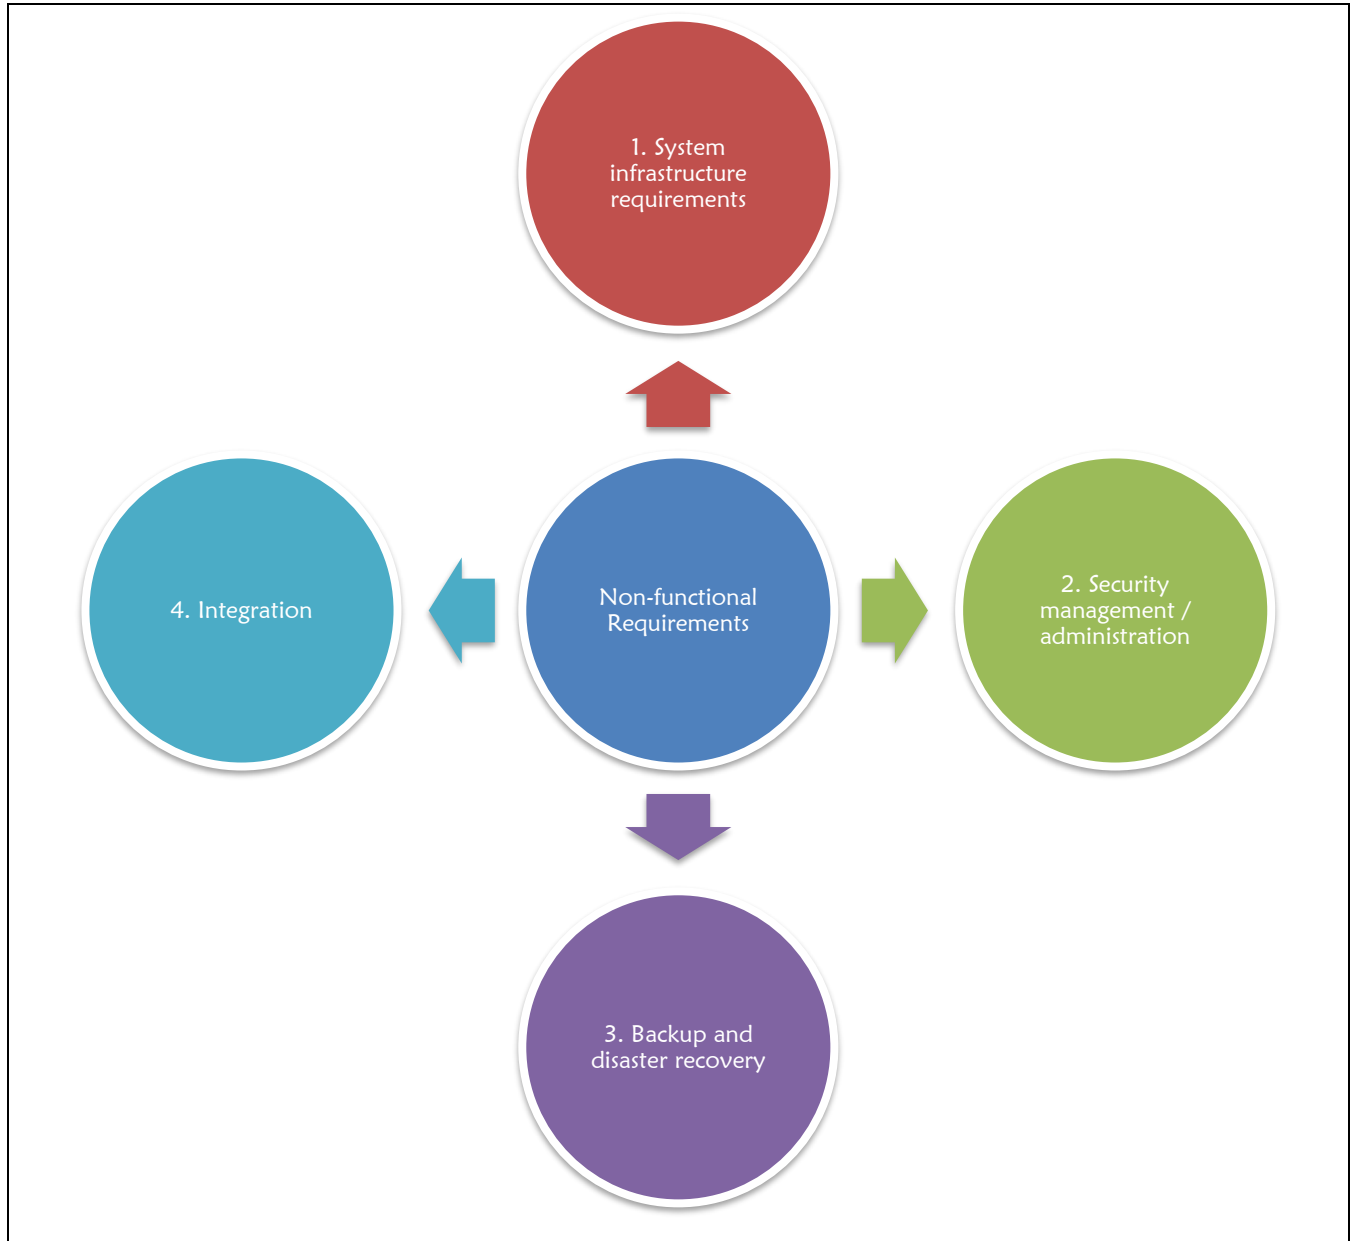 1. System
infrastructure
requirements
4. Integration
Non-functional
Requirements
2. Security
management /
administration
3. Backup and
disaster recovery